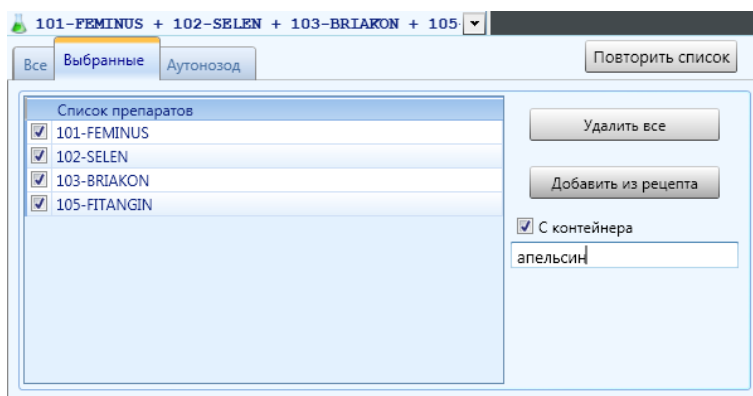 101-FEMINUS + 102-SELEN + 103-BRIAKON + 105-
Все Выбранные Аутонозод Повторить список
Список препаратов
101-FEMINUS
102-SELEN
103-BRIAKON
105-FITANGIN
Удалить все
Добавить из рецепта
С контейнера
апельсин